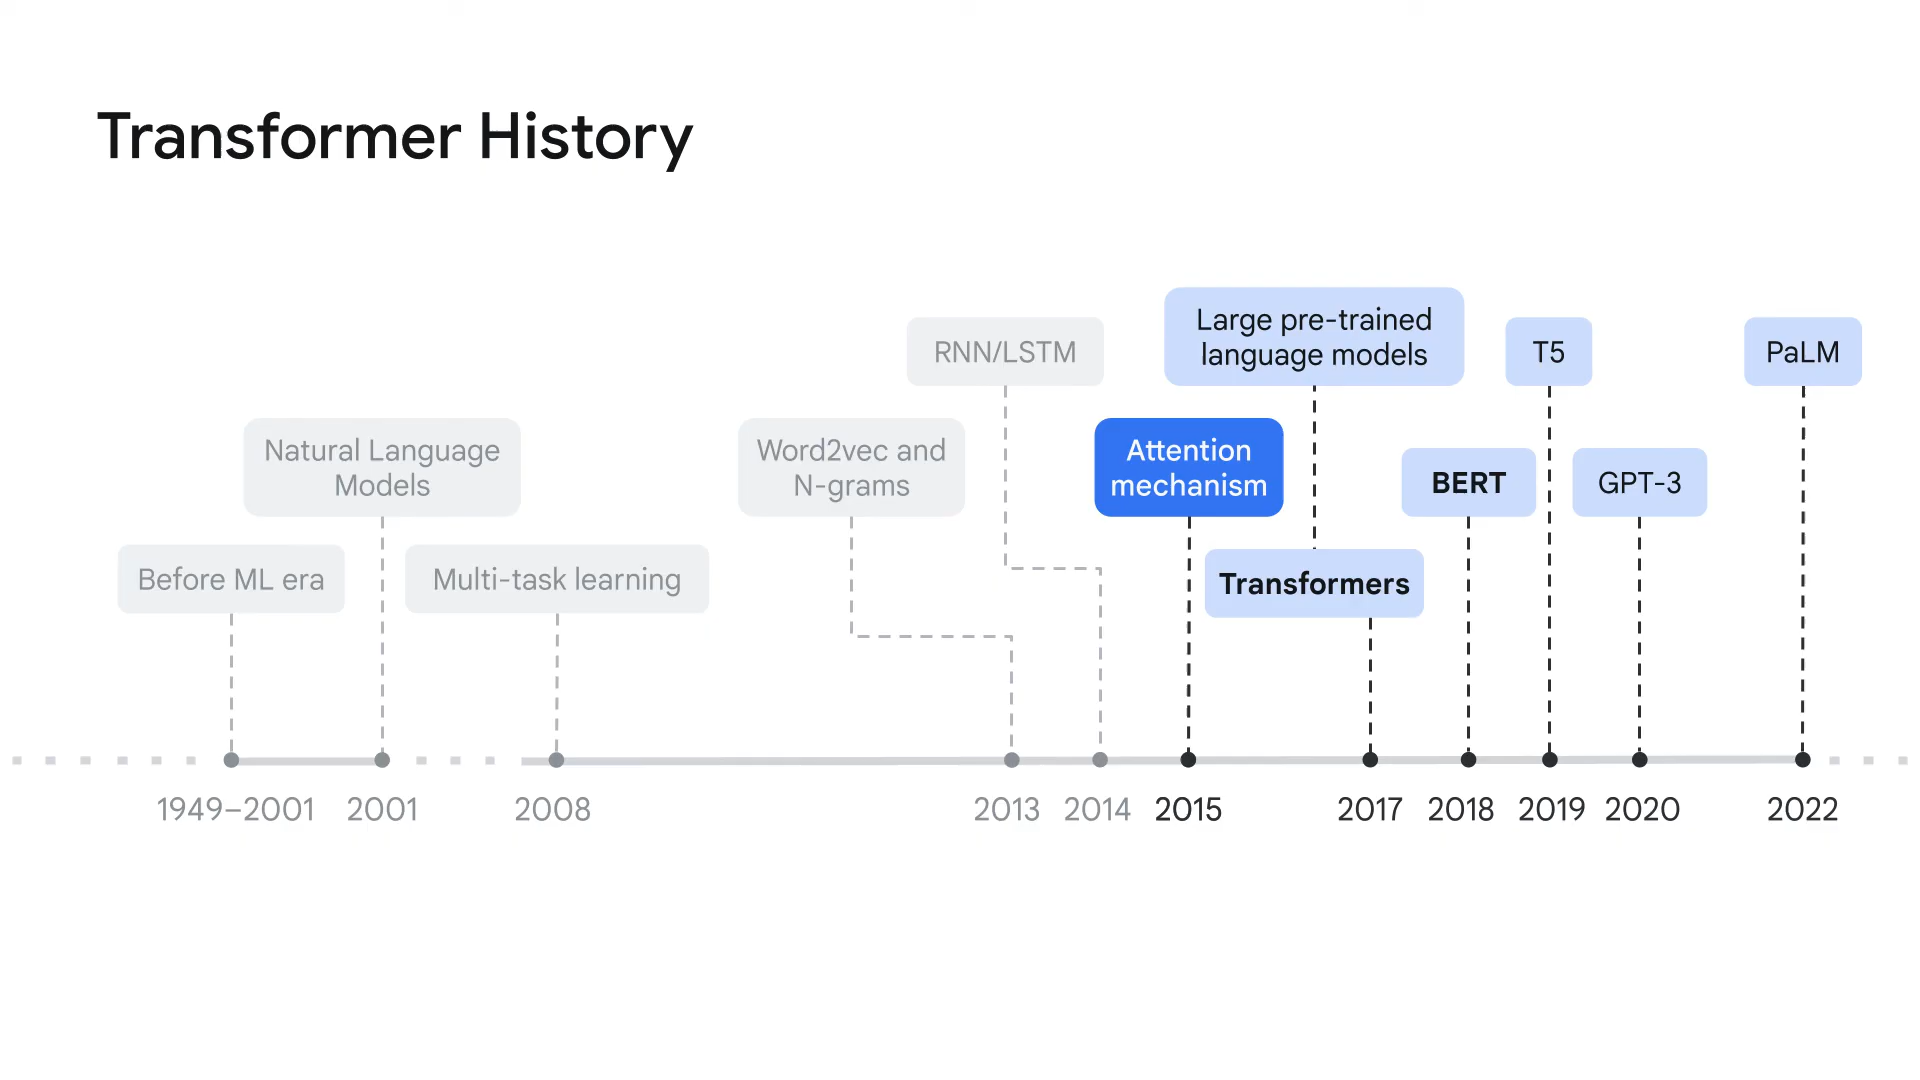 Transformer History
Large pre-trained
language models
RNN/LSTM
T5
PaLM
Natural Language
Models
Word2vec and
N-grams
Attention
mechanism
BERT
GPT-3
Before ML era
Multi-task learning
Transformers
1949–2001
2001
2008
2013
2014
2015
2017
2018
2019
2020
2022